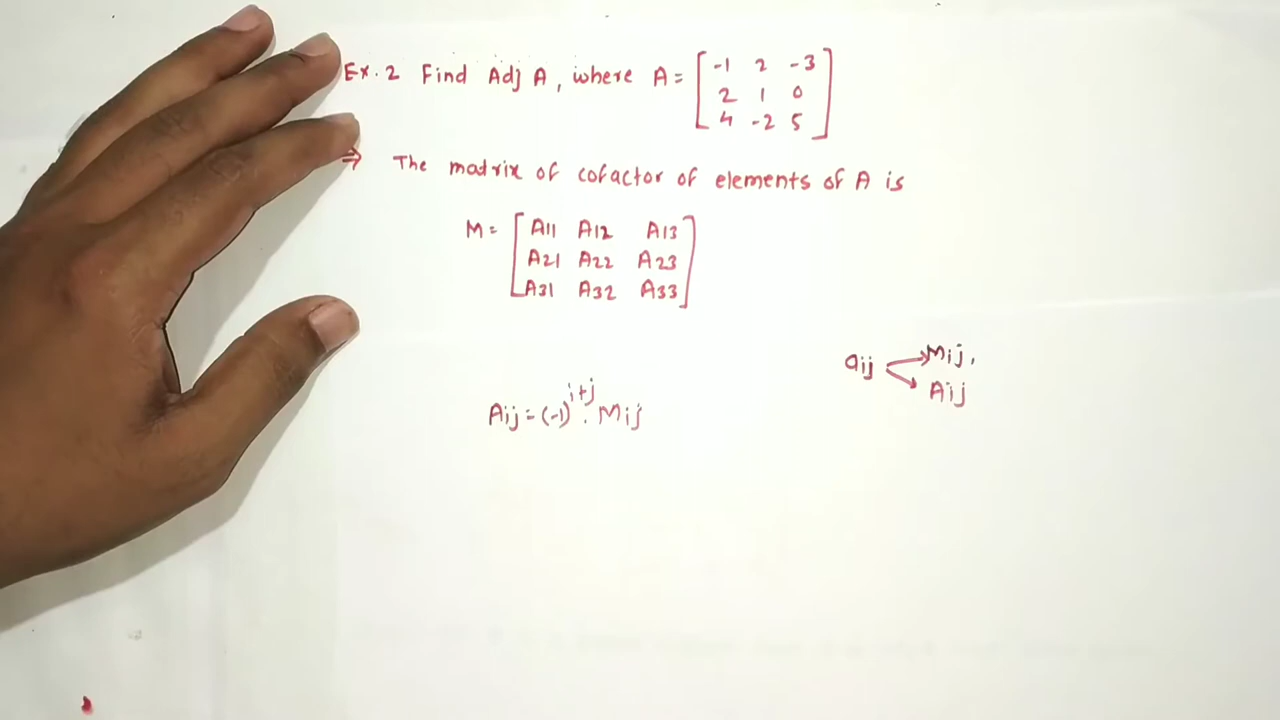 Ex.2 Find Adj A, where A = [ -1 2 -3
2 1 0
4 -2 5 ]
⇒ The matrix of cofactor of elements of A is
M = [ A11 A12 A13
A21 A22 A23
A31 A32 A33 ]
aij → Mij,
→ Aij
Aij = (-1)^i+j . Mij